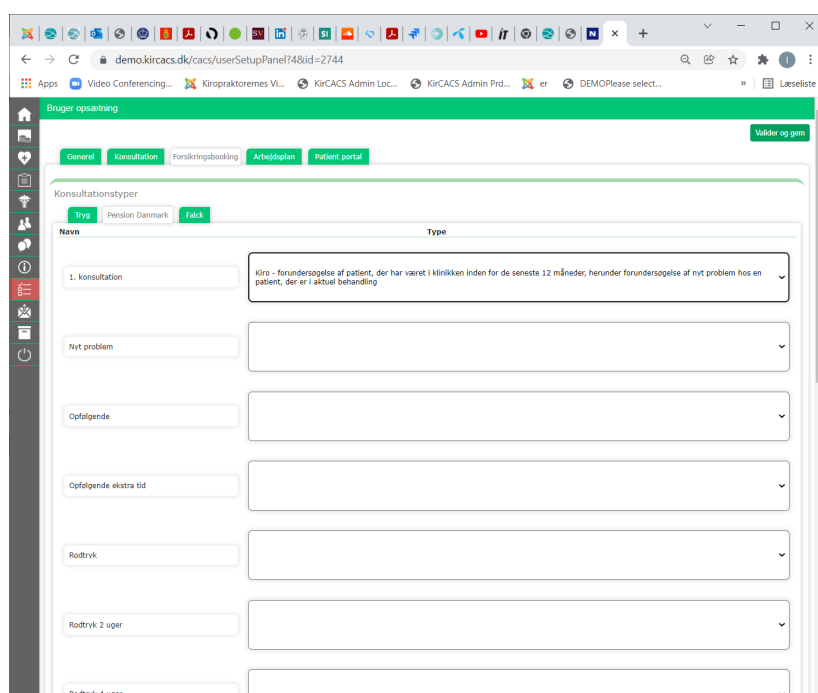 demo.kircacs.dk/cacs/userSetupPanel?4&id=2744
Apps Video Conferencing... Kiropraktorernes Vi... KirCACS Admin Loc... KirCACS Admin Prd... er DEMOPlease select... » Læseliste
Bruger opsætning
Valider og gem
Generel Konsultation Forsikringsbooking Arbejdsplan Patient portal
Konsultationstyper
Tryg Pension Danmark Falck
Navn Type
1. konsultation
Kiro - forundersøgelse af patient, der har været i klinikken inden for de seneste 12 måneder, herunder forundersøgelse af nyt problem hos en
patient, der er i aktuel behandling
Nyt problem
Opfølgende
Opfølgende ekstra tid
Rodtryk
Rodtryk 2 uger